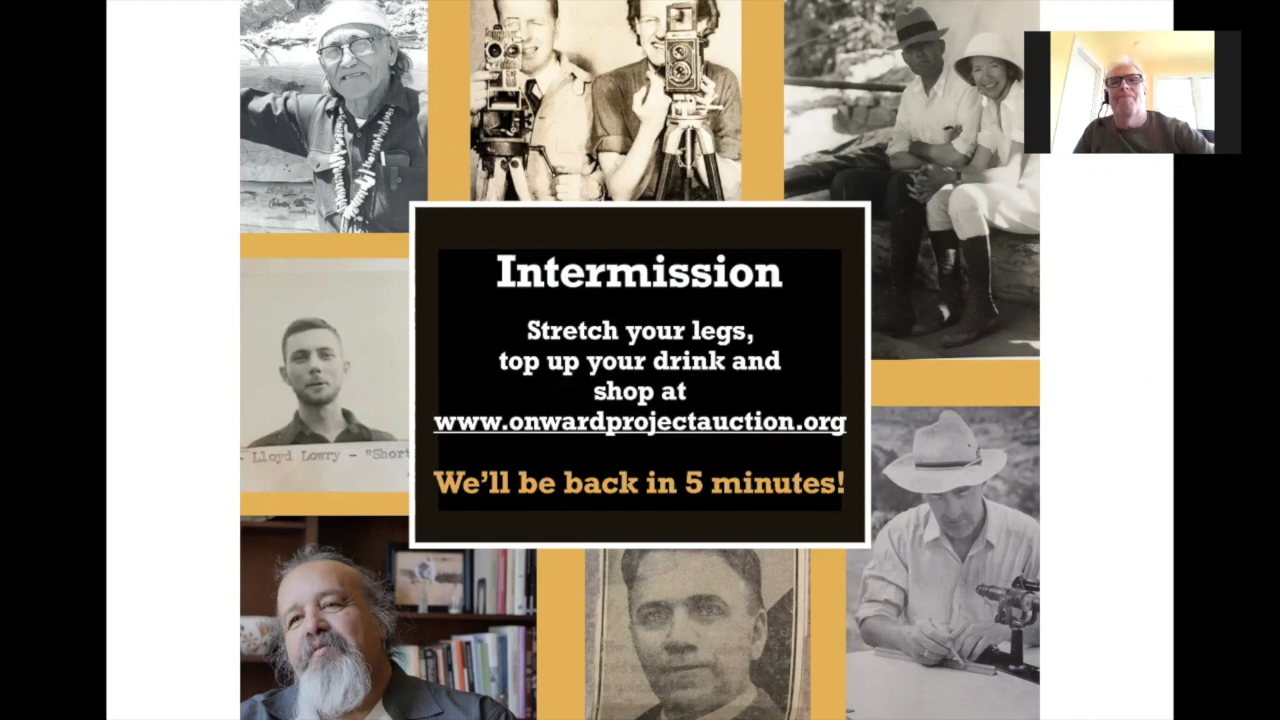 Intermission
Stretch your legs,
top up your drink and
shop at
www.onwardprojectauction.org
We’ll be back in 5 minutes!
- Lloyd Lowry - "Short